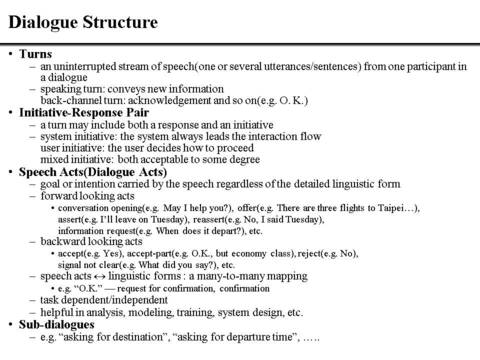 Dialogue Structure
• Turns
– an uninterrupted stream of speech(one or several utterances/sentences) from one participant in
a dialogue
– speaking turn: conveys new information
back-channel turn: acknowledgement and so on(e.g. O. K.)
• Initiative-Response Pair
– a turn may include both a response and an initiative
– system initiative: the system always leads the interaction flow
user initiative: the user decides how to proceed
mixed initiative: both acceptable to some degree
• Speech Acts(Dialogue Acts)
– goal or intention carried by the speech regardless of the detailed linguistic form
– forward looking acts
• conversation opening(e.g. May I help you?), offer(e.g. There are three flights to Taipei…),
assert(e.g. I’ll leave on Tuesday), reassert(e.g. No, I said Tuesday),
information request(e.g. When does it depart?), etc.
– backward looking acts
• accept(e.g. Yes), accept-part(e.g. O.K., but economy class), reject(e.g. No),
signal not clear(e.g. What did you say?), etc.
– speech acts ↔ linguistic forms : a many-to-many mapping
• e.g. “O.K.” — request for confirmation, confirmation
– task dependent/independent
– helpful in analysis, modeling, training, system design, etc.
• Sub-dialogues
– e.g. “asking for destination”, “asking for departure time”, …..